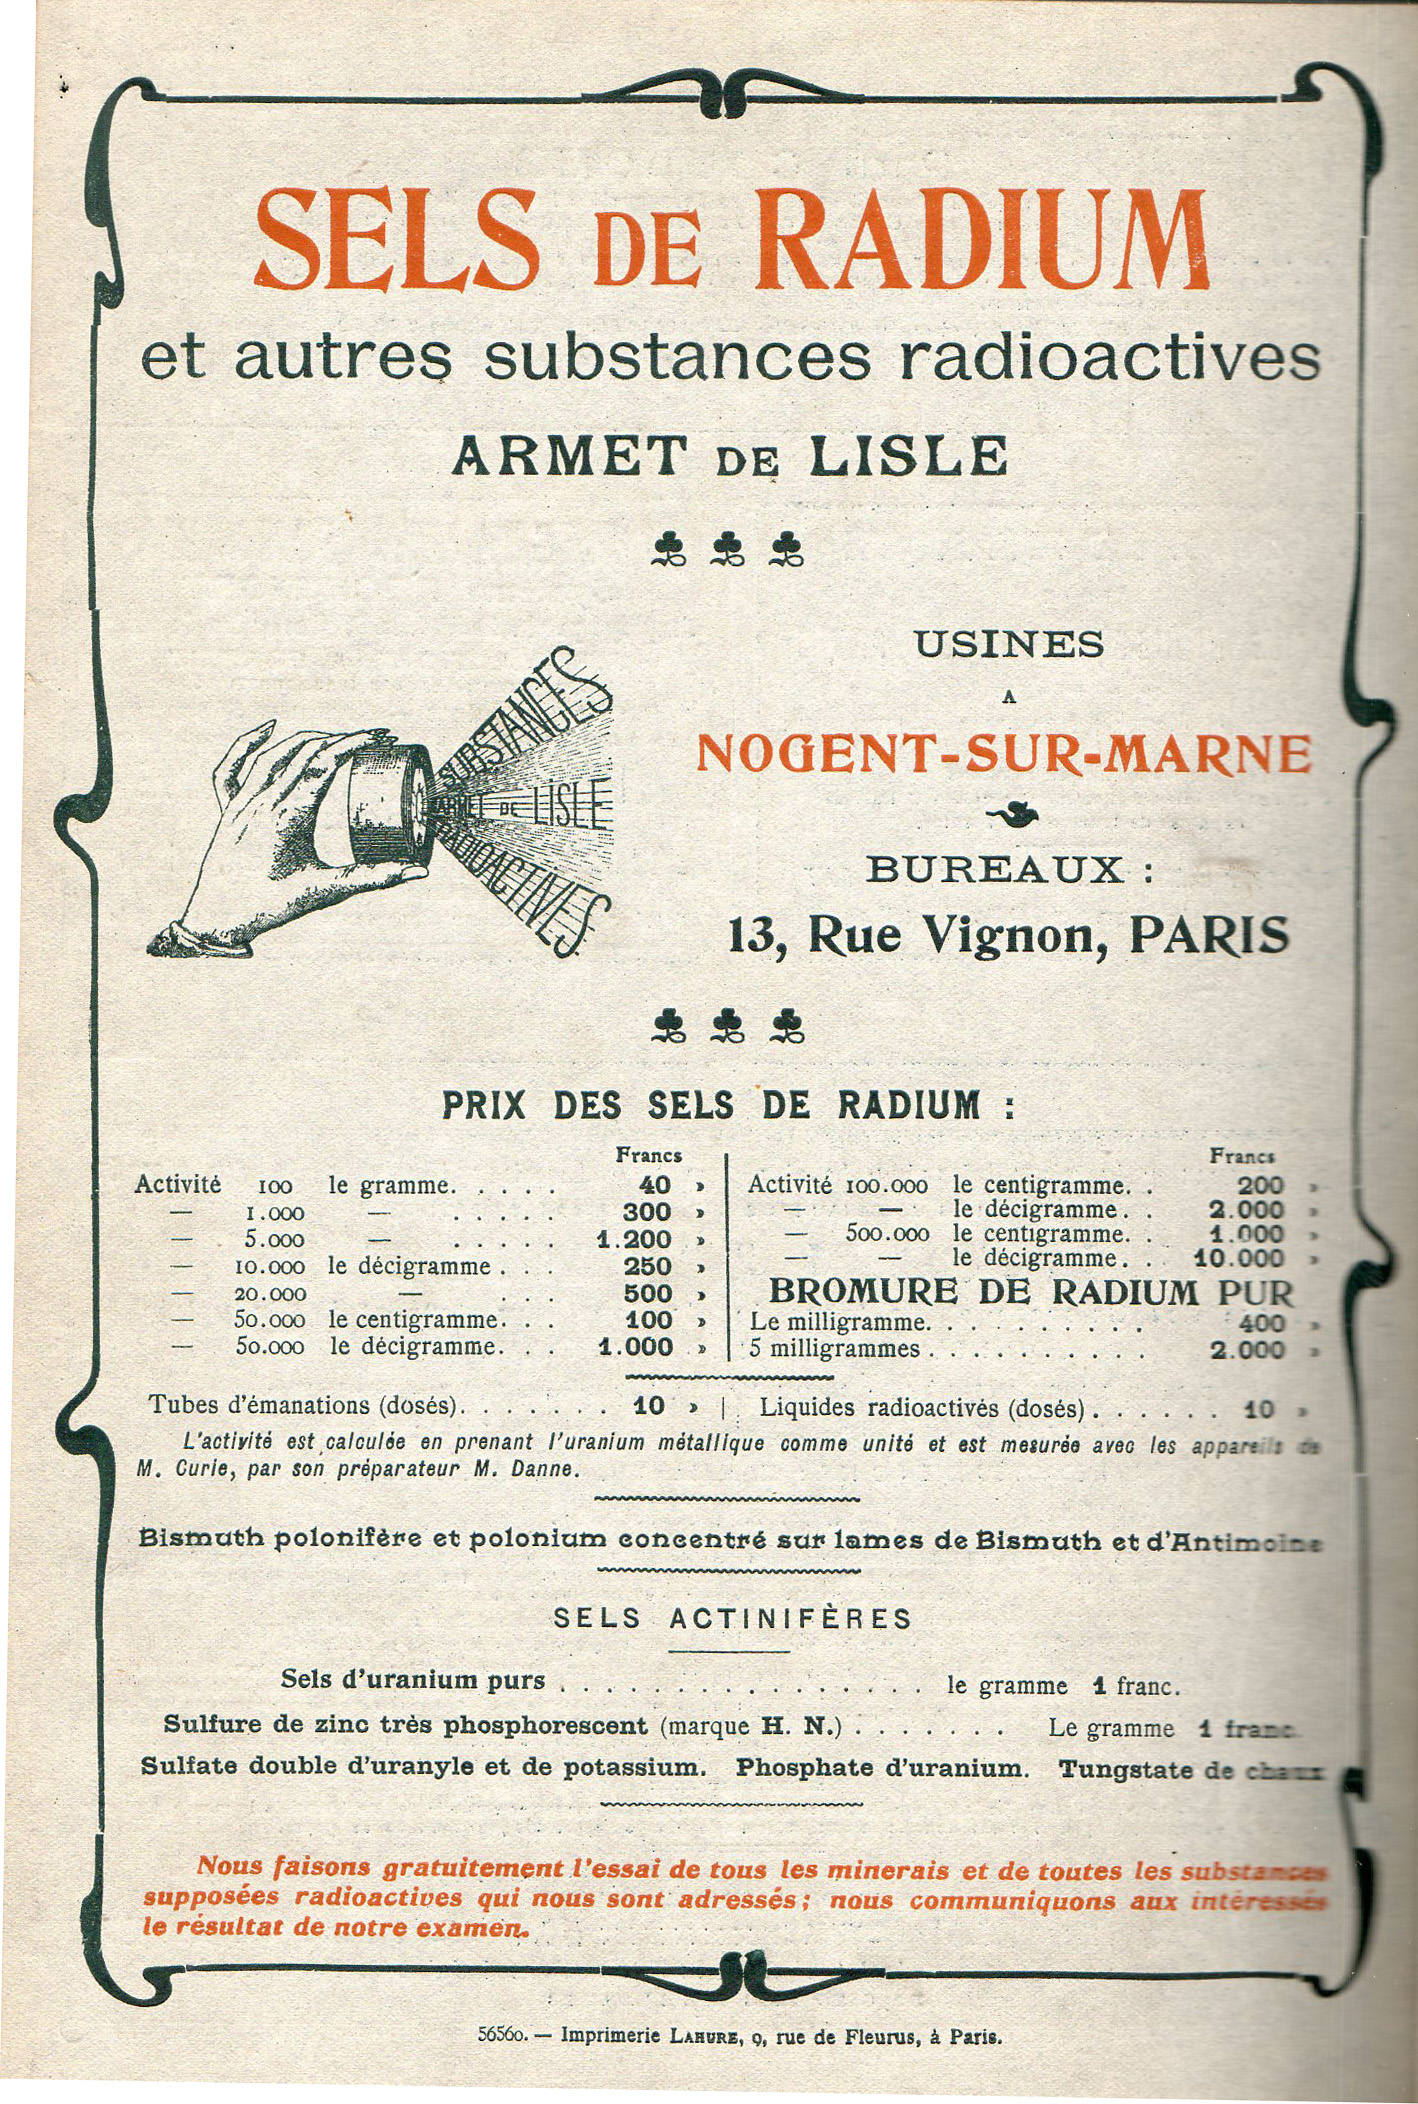 SELS DE RADIUM
et autres substances radioactives
ARMET DE LISLE
SUBSTANCES
ARMET DE LISLE
RADIOACTIVES
USINES
A
NOGENT-SUR-MARNE
BUREAUX :
13, Rue Vignon, PARIS
PRIX DES SELS DE RADIUM :
Francs
Activité 100 le gramme. . . . . 40 »
— 1.000 — . . . . . 300 »
— 5.000 — . . . . . 1.200 »
— 10.000 le décigramme . . . 250 »
— 20.000 — . . . 500 »
— 50.000 le centigramme. . . 100 »
— 50.000 le décigramme. . . 1.000 »
Francs
Activité 100.000 le centigramme. . 200 »
— — le décigramme. . 2.000 »
— 500.000 le centigramme. . 1.000 »
— — le décigramme. . 10.000 »
BROMURE DE RADIUM PUR
Le milligramme. . . . . . . . . 400 »
5 milligrammes . . . . . . . . . . 2.000 »
Tubes d'émanations (dosés). . . . . . . 10 » | Liquides radioactivés (dosés) . . . . . . 10 »
L'activité est calculée en prenant l'uranium métallique comme unité et est mesurée avec les appareils de
M. Curie, par son préparateur M. Danne.
Bismuth polonifère et polonium concentré sur lames de Bismuth et d'Antimoine
SELS ACTINIFÈRES
Sels d'uranium purs . . . . . . . . . . . . . . . . le gramme 1 franc.
Sulfure de zinc très phosphorescent (marque H. N.) . . . . . . . Le gramme 1 franc.
Sulfate double d'uranyle et de potassium. Phosphate d'uranium. Tungstate de chaux
Nous faisons gratuitement l'essai de tous les minerais et de toutes les substances
supposées radioactives qui nous sont adressés; nous communiquons aux intéressés
le résultat de notre examen.
56560. — Imprimerie LAHURE, 9, rue de Fleurus, à Paris.